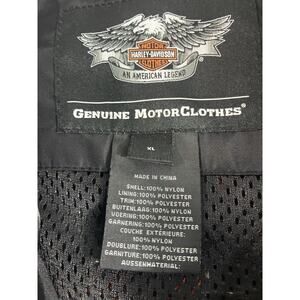 MOTOR
HARLEY-DAVIDSON
CLOTHES
AN AMERICAN LEGEND
GENUINE MOTORCLOTHES®
XL
MADE IN CHINA
SHELL:100% NYLON
LINING:100% POLYESTER
TRIM:100% POLYESTER
BUITENLAAG:100% NYLON
VOERING:100% POLYESTER
GARNERING:100% POLYESTER
COUCHE EXTÉRIEURE:
100% NYLON
DOUBLURE:100% POLYESTER
GARNITURE:100% POLYESTER
AUSSENMATERIAL: